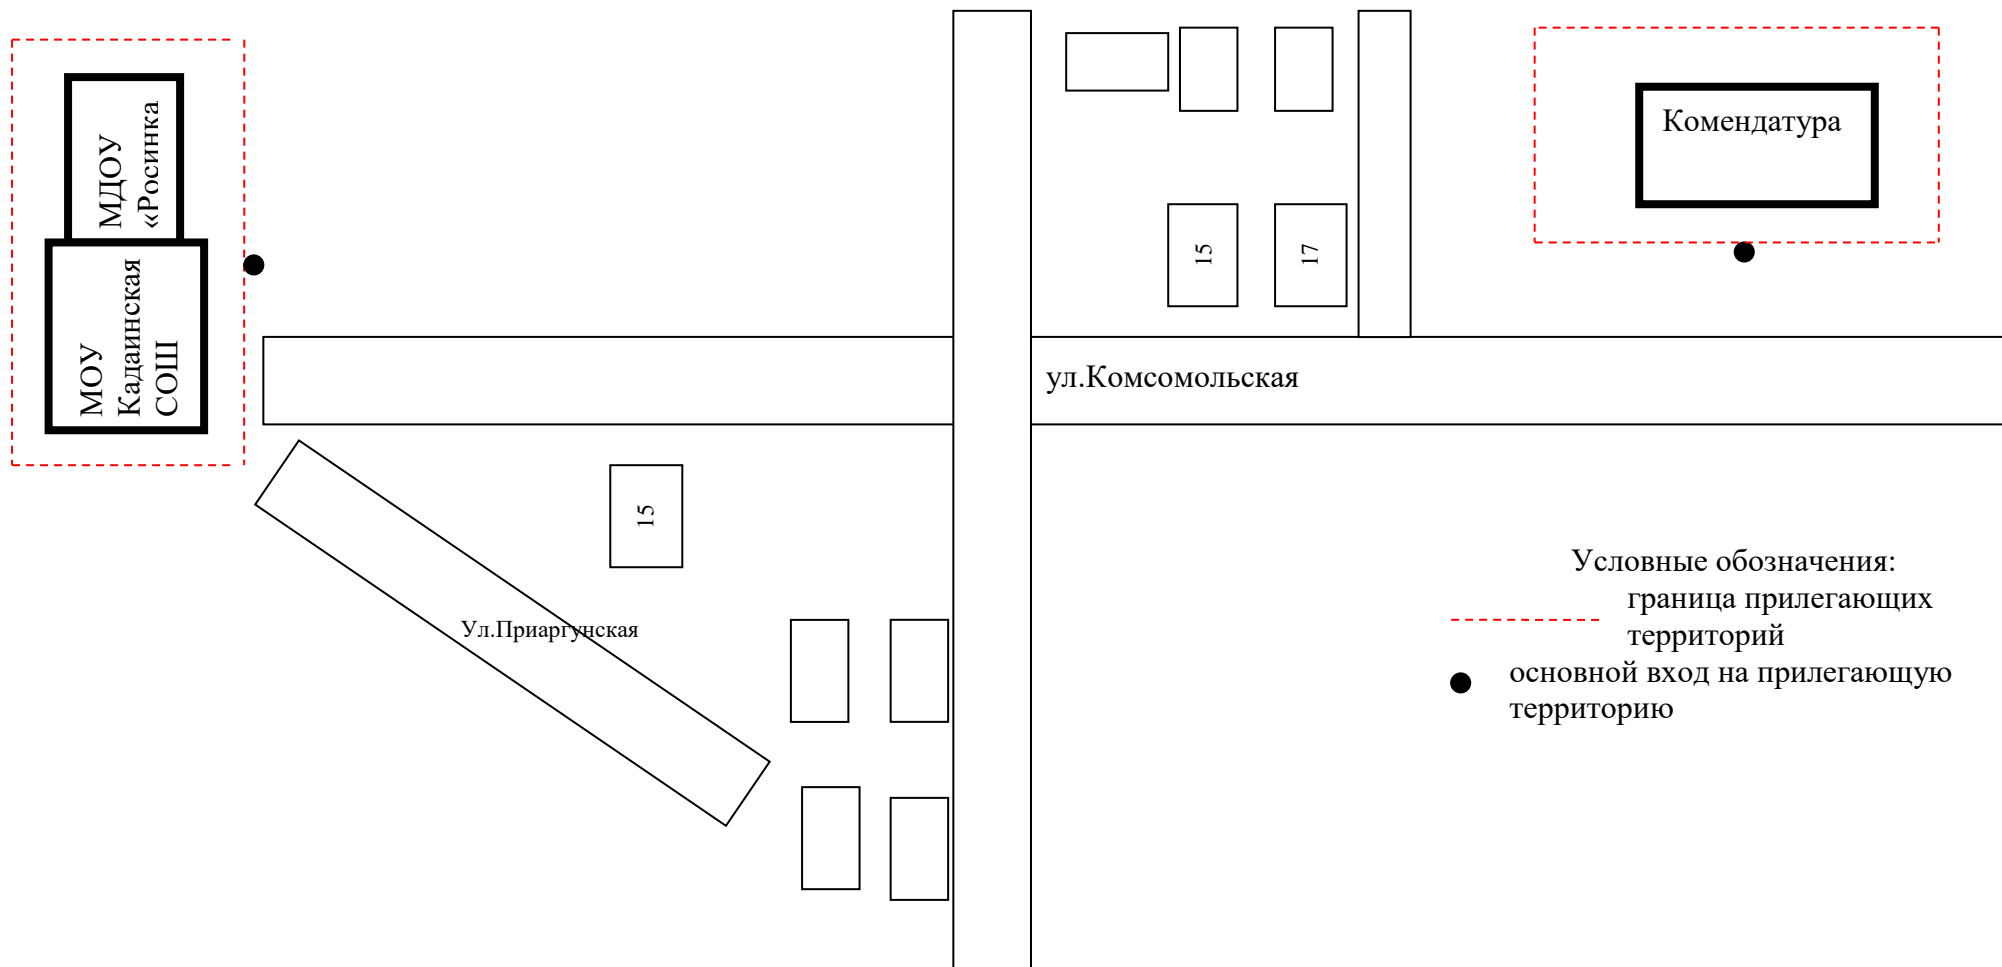 МДОУ
«Росинка
МОУ
Кадаинская
СОШ
Комендатура
15
17
ул.Комсомольская
15
Ул.Приаргунская
Условные обозначения:
граница прилегающих
территорий
основной вход на прилегающую
территорию